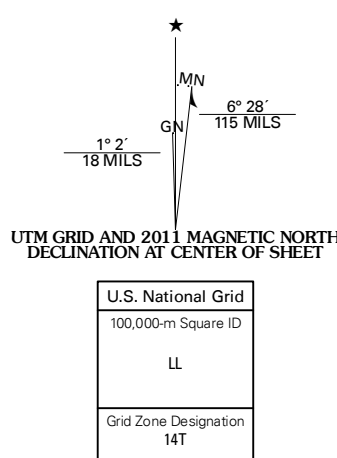 ★
MN
GN
6° 28´
115 MILS
1° 2´
18 MILS
UTM GRID AND 2011 MAGNETIC NORTH
DECLINATION AT CENTER OF SHEET
U.S. National Grid
100,000-m Square ID
LL
Grid Zone Designation
14T